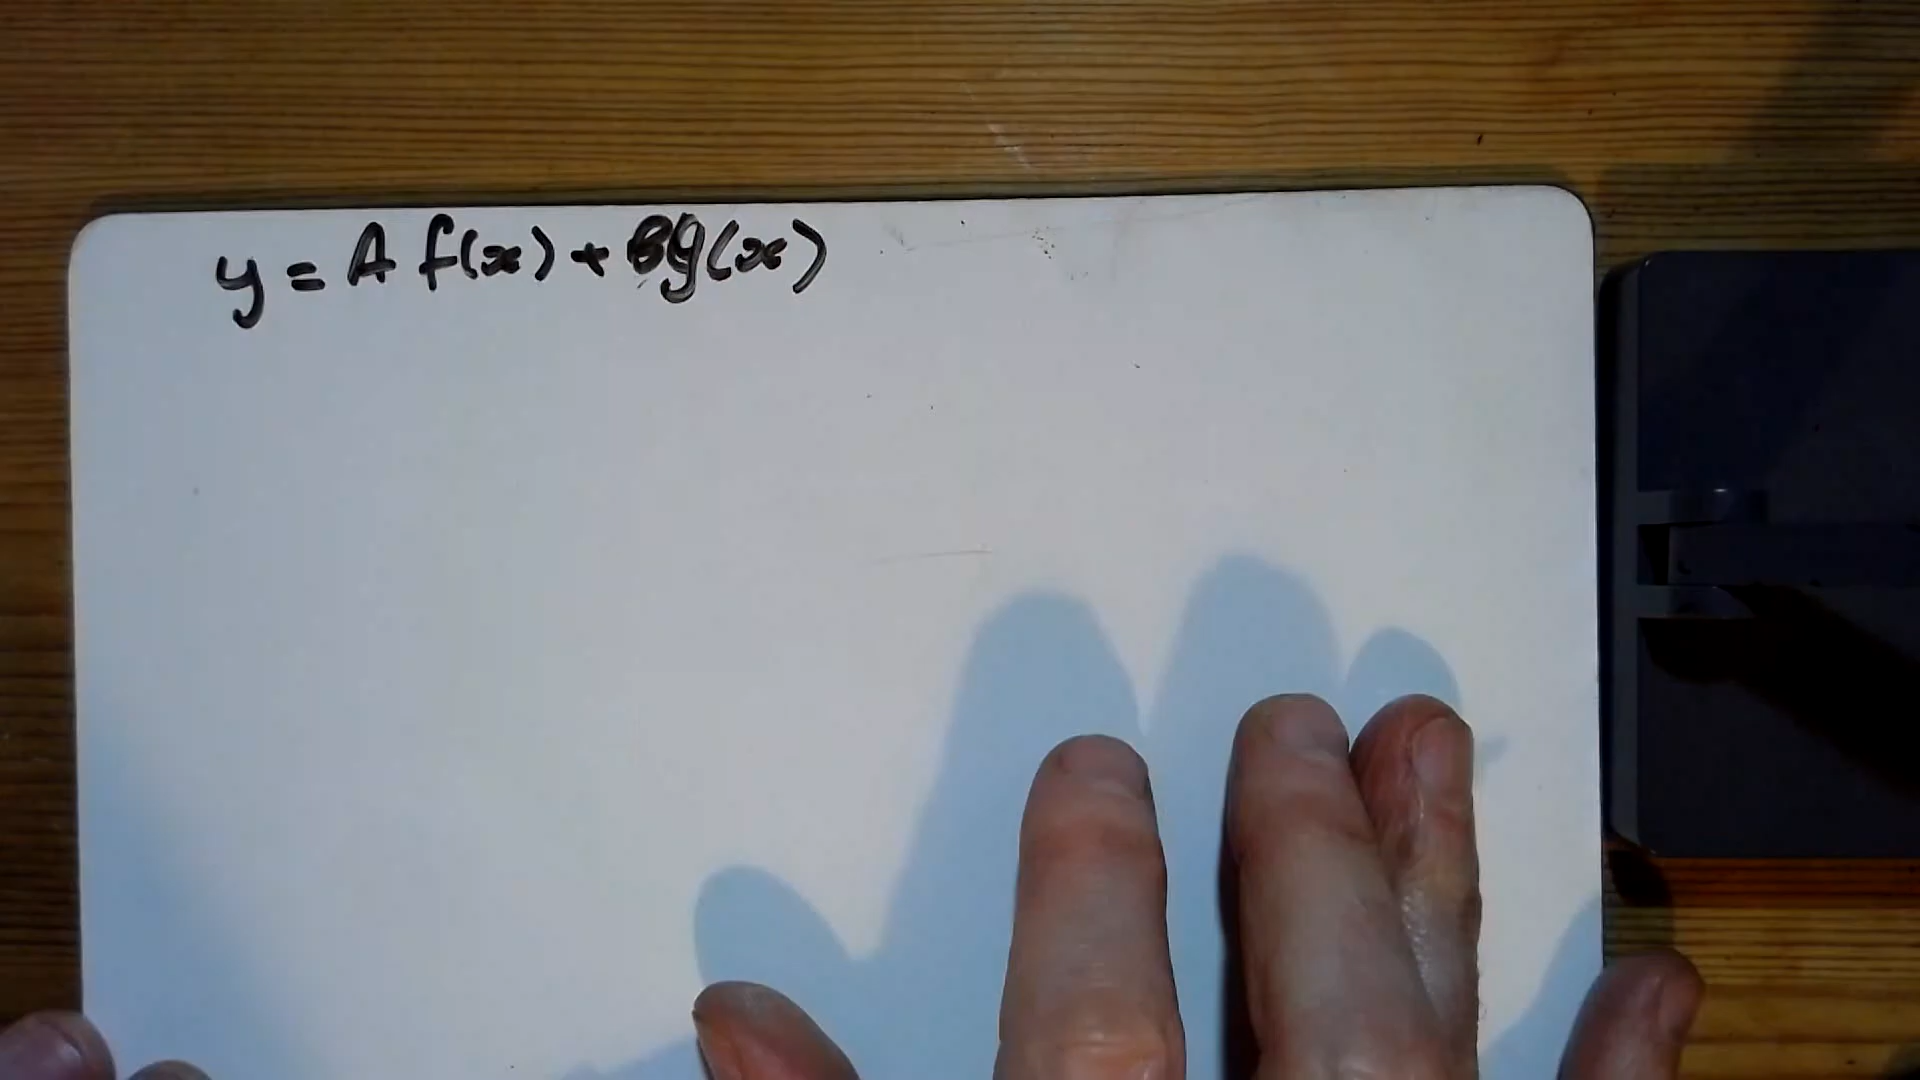 y = A f(x) + Bg(x)